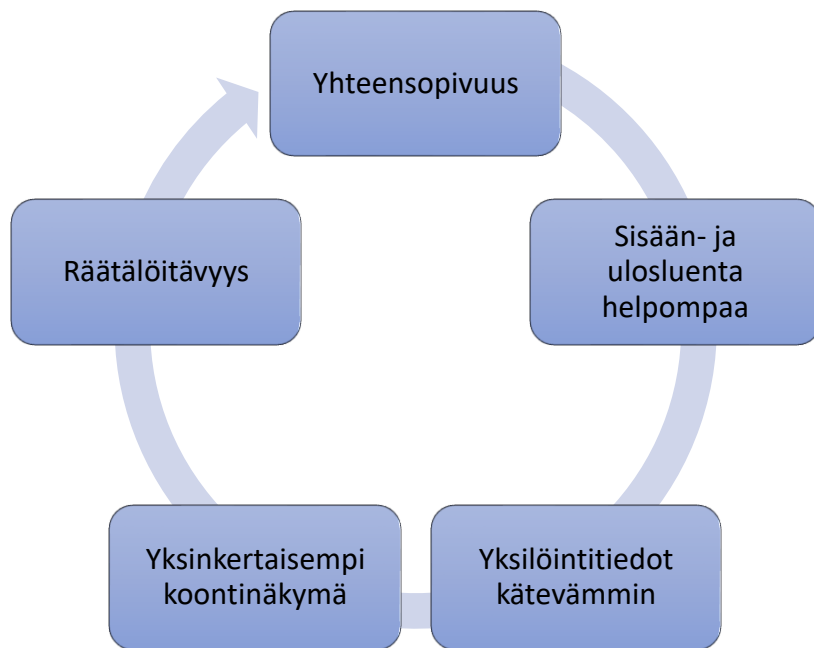 Yhteensopivuus
Sisään- ja
ulosluenta
helpompaa
Yksilöintitiedot
kätevämmin
Yksinkertaisempi
koontinäkymä
Räätälöitävyys